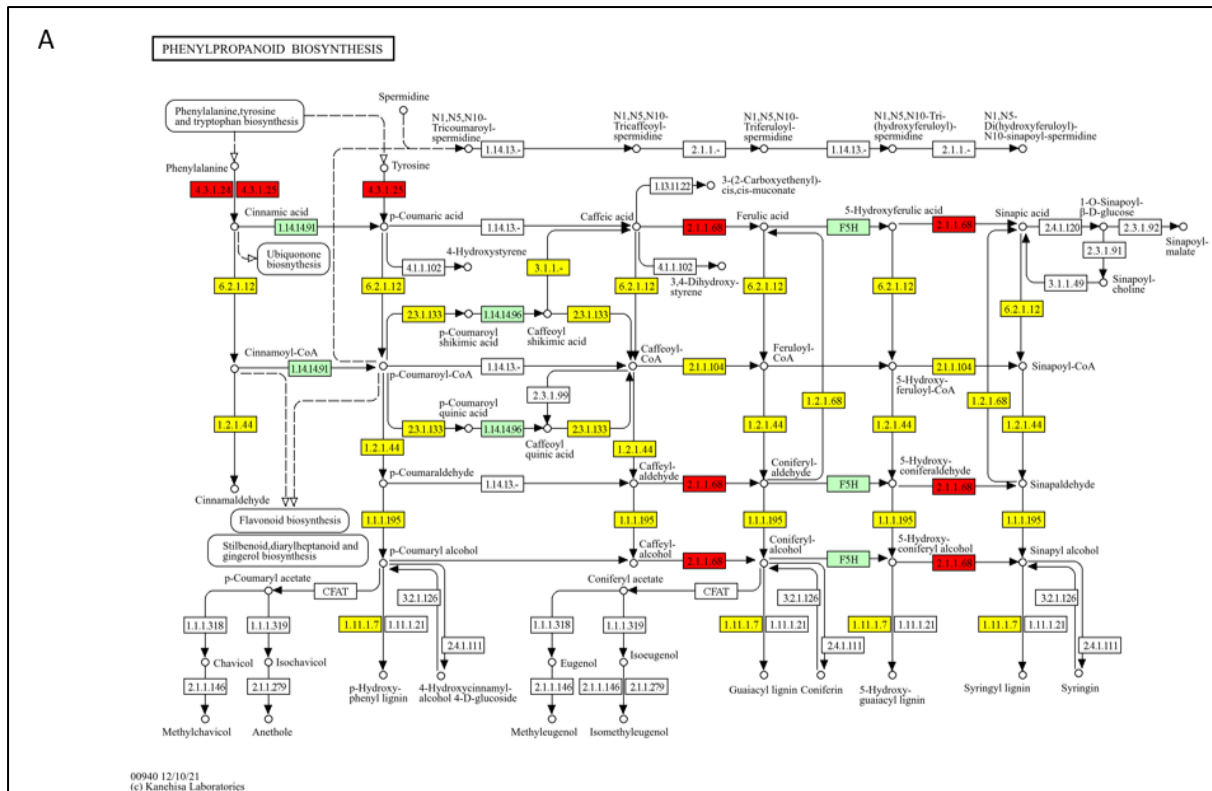 A
PHENYLPROPANOID BIOSYNTHESIS
Phenylalanine,tyrosine
and tryptophan biosynthesis
Spermidine
N1,N5,N10-
Tricoumaroyl-
spermidine
1.14.13.-
N1,N5,N10-
Tricaffeoyl-
spermidine
2.1.1.-
N1,N5,N10-
Triferuloyl-
spermidine
1.14.13.-
N1,N5,N10-Tri-
(hydroxyferuloyl)-
spermidine
2.1.1.-
N1,N5-
Di(hydroxyferuloyl)-
N10-sinapoyl-spermidine
Phenylalanine
Tyrosine
4.3.1.24
4.3.1.25
4.3.1.25
1.13.11.22
3-(2-Carboxyethenyl)-
cis,cis-muconate
Cinnamic acid
1.14.14.91
p-Coumaric acid
1.14.13.-
Caffeic acid
2.1.1.68
Ferulic acid
F5H
5-Hydroxyferulic acid
2.1.1.68
Sinapic acid
2.4.1.120
1-O-Sinapoyl-
β-D-glucose
2.3.1.92
Sinapoyl-
malate
2.3.1.91
Ubiquonone
biosnythesis
4.1.1.102
4-Hydroxystyrene
3.1.1.-
4.1.1.102
3,4-Dihydroxy-
styrene
3.1.1.49
Sinapoyl-
choline
6.2.1.12
6.2.1.12
6.2.1.12
6.2.1.12
6.2.1.12
6.2.1.12
2.3.1.133
p-Coumaroyl
shikimic acid
1.14.14.96
Caffeoyl
shikimic acid
2.3.1.133
Cinnamoyl-CoA
1.14.14.91
p-Coumaroyl-CoA
1.14.13.-
Caffeoyl-
CoA
2.1.1.104
Feruloyl-
CoA
5-Hydroxy-
feruloyl-CoA
2.1.1.104
Sinapoyl-CoA
2.3.1.99
1.2.1.68
1.2.1.68
p-Coumaroyl
quinic acid
2.3.1.133
1.14.14.96
Caffeoyl
quinic acid
2.3.1.133
1.2.1.44
1.2.1.44
1.2.1.44
1.2.1.44
1.2.1.44
1.2.1.44
Cinnamaldehyde
p-Coumaraldehyde
1.14.13.-
Caffeyl-
aldehyde
2.1.1.68
Coniferyl-
aldehyde
F5H
5-Hydroxy-
coniferaldehyde
2.1.1.68
Sinapaldehyde
Flavonoid biosynthesis
Stilbenoid,diarylheptanoid and
gingerol biosynthesis
1.1.1.195
1.1.1.195
1.1.1.195
1.1.1.195
1.1.1.195
p-Coumaryl alcohol
Caffeyl-
alcohol
2.1.1.68
Coniferyl-
alcohol
F5H
5-Hydroxy-
coniferyl alcohol
2.1.1.68
Sinapyl alcohol
p-Coumaryl acetate
CFAT
Coniferyl acetate
CFAT
3.2.1.126
3.2.1.126
3.2.1.126
1.1.1.318
1.1.1.319
1.11.1.7
1.11.1.21
1.1.1.318
1.1.1.319
1.11.1.7
1.11.1.21
1.11.1.7
1.11.1.21
1.11.1.7
1.11.1.21
2.4.1.111
2.4.1.111
2.4.1.111
Chavicol
Isochavicol
Eugenol
Isoeugenol
2.1.1.146
2.1.1.279
2.1.1.146
2.1.1.146
2.1.1.279
Methylchavicol
Anethole
p-Hydroxy-
phenyl lignin
4-Hydroxycinnamyl-
alcohol 4-D-glucoside
Methyleugenol
Isomethyleugenol
Guaiacyl lignin
Coniferin
5-Hydroxy-
guaiacyl lignin
Syringyl lignin
Syringin
00940 12/10/21
(c) Kanehisa Laboratories